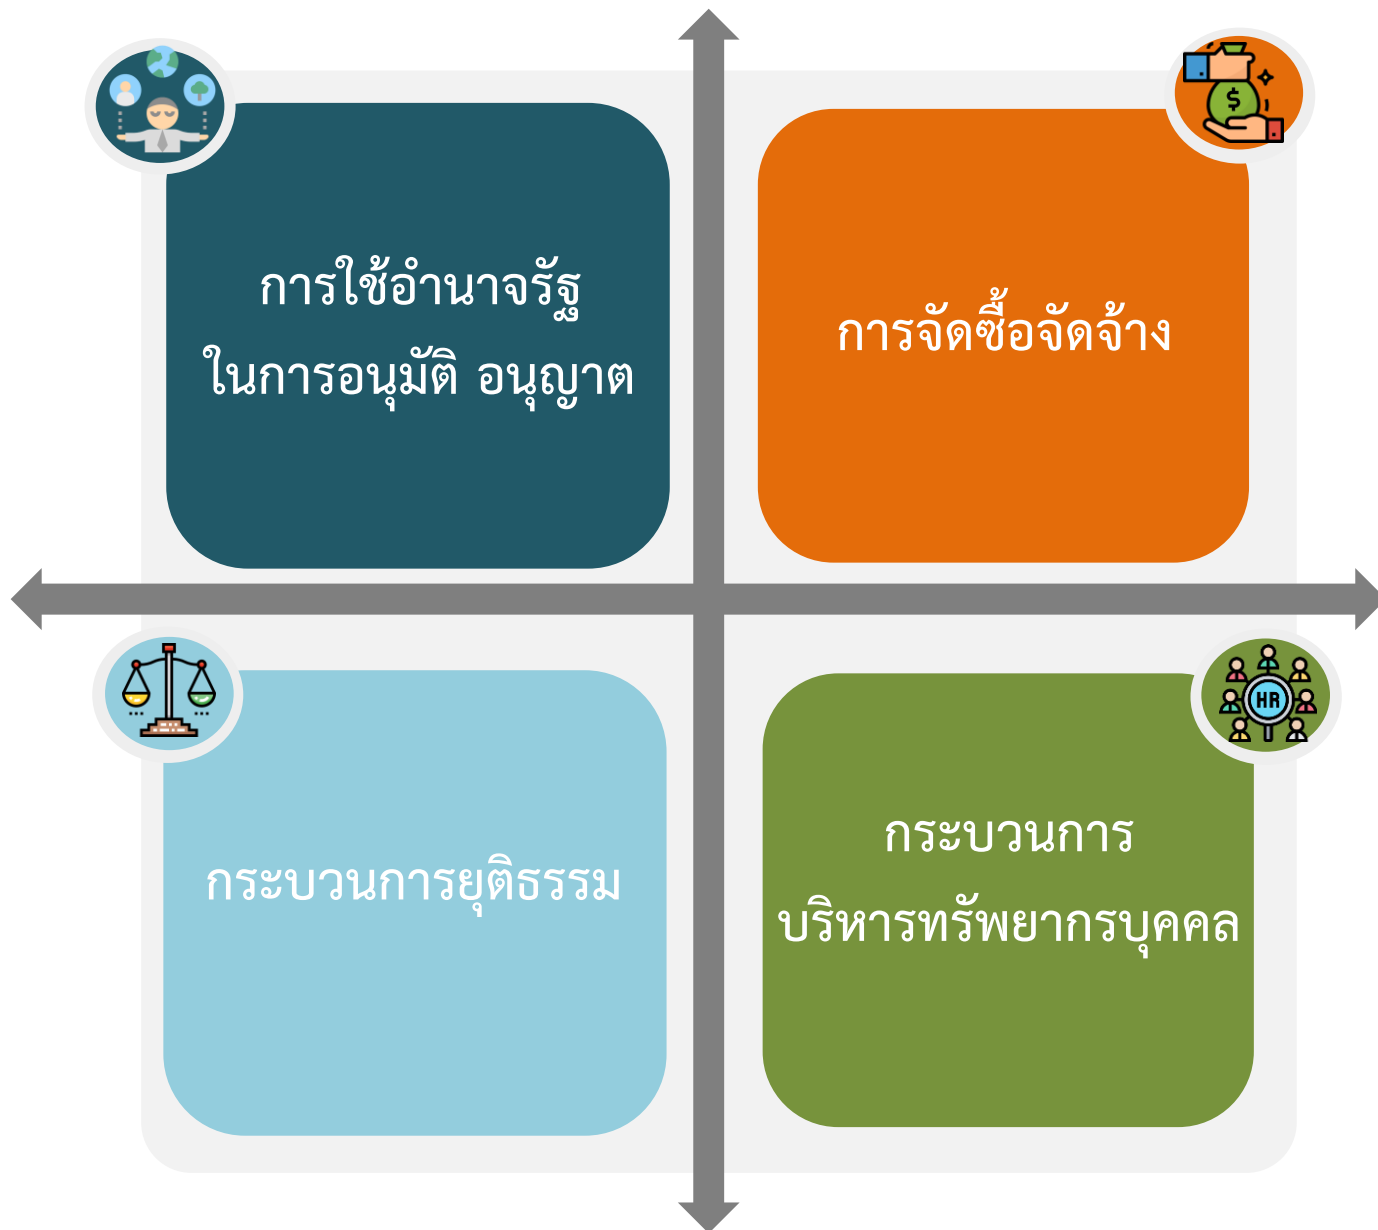 การใช้อำนาจรัฐ
ในการอนุมัติ อนุญาต
$
การจัดซื้อจัดจ้าง
กระบวนการยุติธรรม
HR
กระบวนการ
บริหารทรัพยากรบุคคล